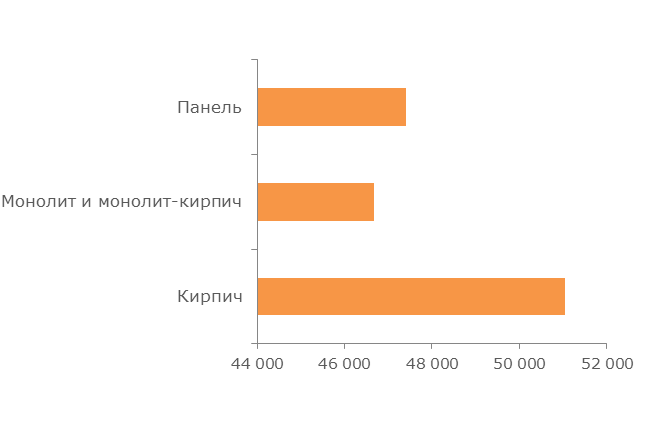 Панель
Монолит и монолит-кирпич
Кирпич
44 000 46 000 48 000 50 000 52 000